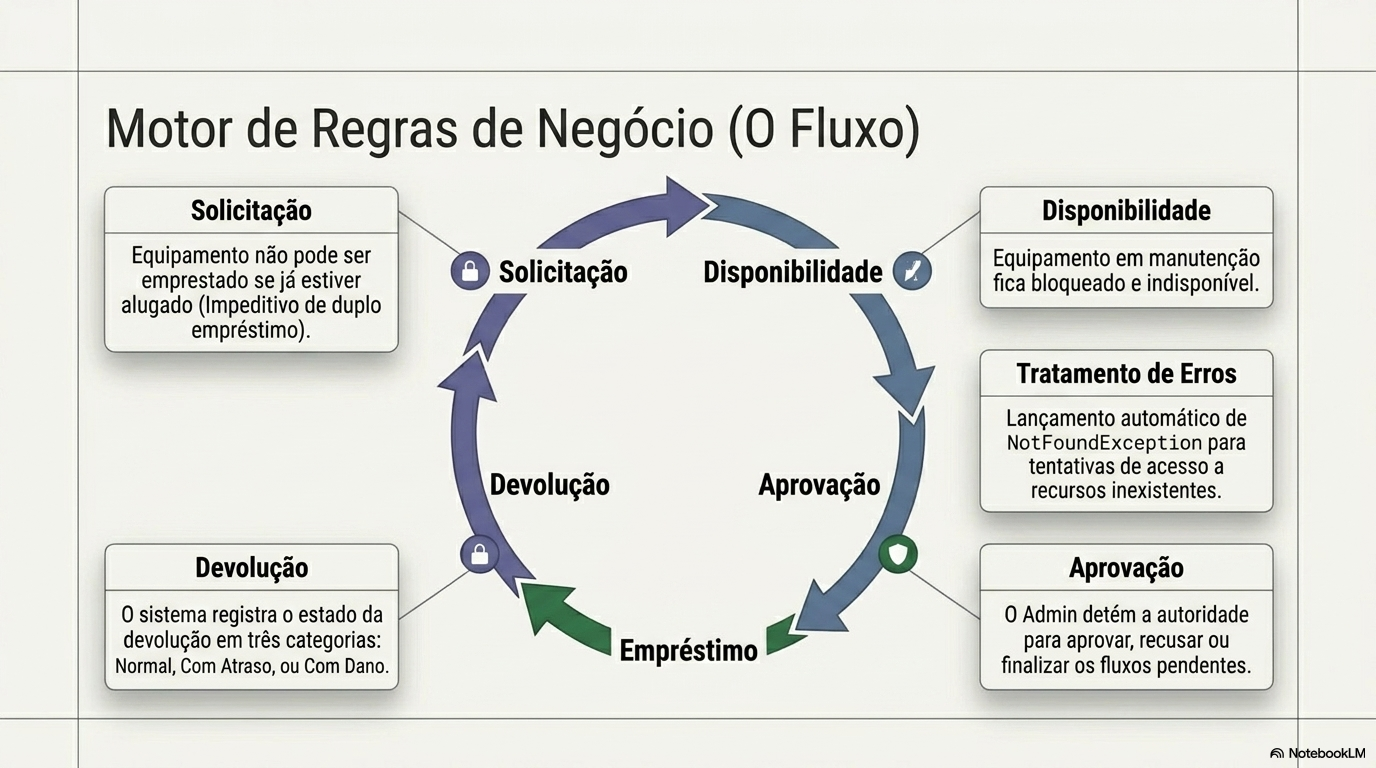 Motor de Regras de Negócio (O Fluxo)
Solicitação
Equipamento não pode ser
emprestado se já estiver
alugado (Impeditivo de duplo
empréstimo).
Devolução
O sistema registra o estado da
devolução em três categorias:
Normal, Com Atraso, ou Com Dano.
Solicitação
Disponibilidade
Devolução
Aprovação
Empréstimo
Disponibilidade
Equipamento em manutenção
fica bloqueado e indisponível.
Tratamento de Erros
Lançamento automático de
NotFoundException para
tentativas de acesso a
recursos inexistentes.
Aprovação
O Admin detém a autoridade
para aprovar, recusar ou
finalizar os fluxos pendentes.
NotebookLM